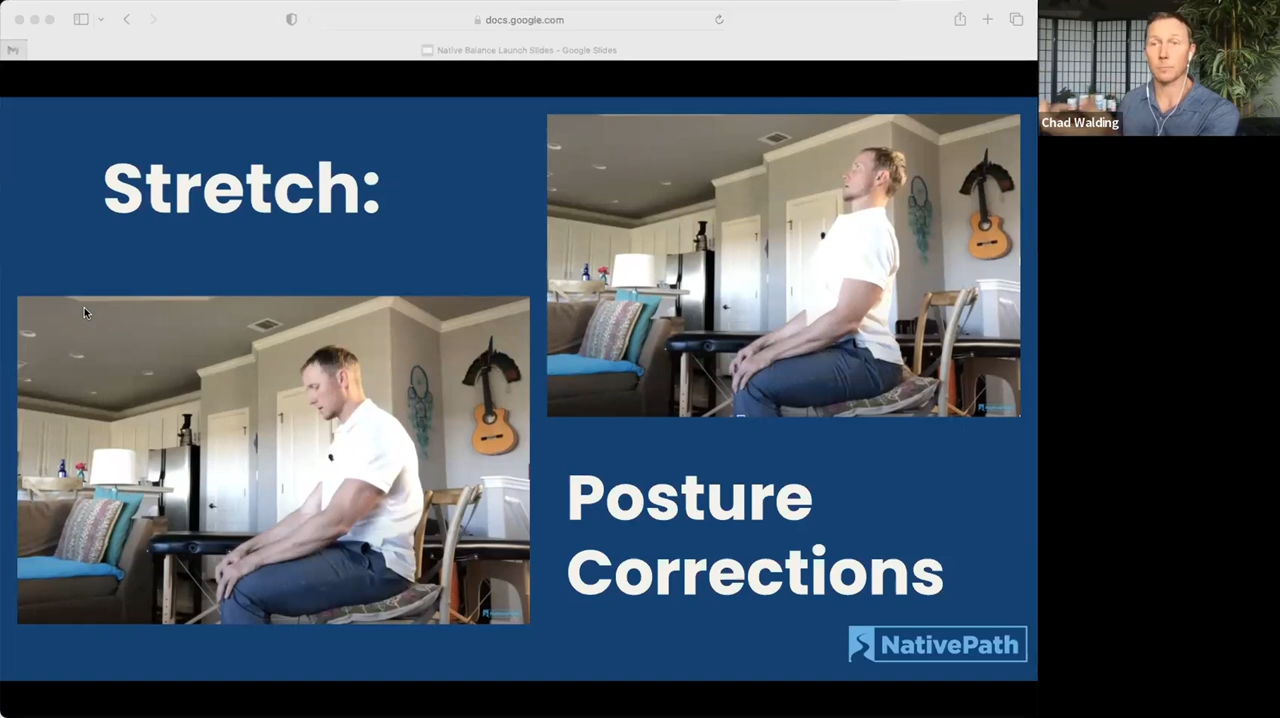 docs.google.com
Native Balance Launch Slides - Google Slides
Chad Walding
Stretch:
Posture
Corrections
NativePath